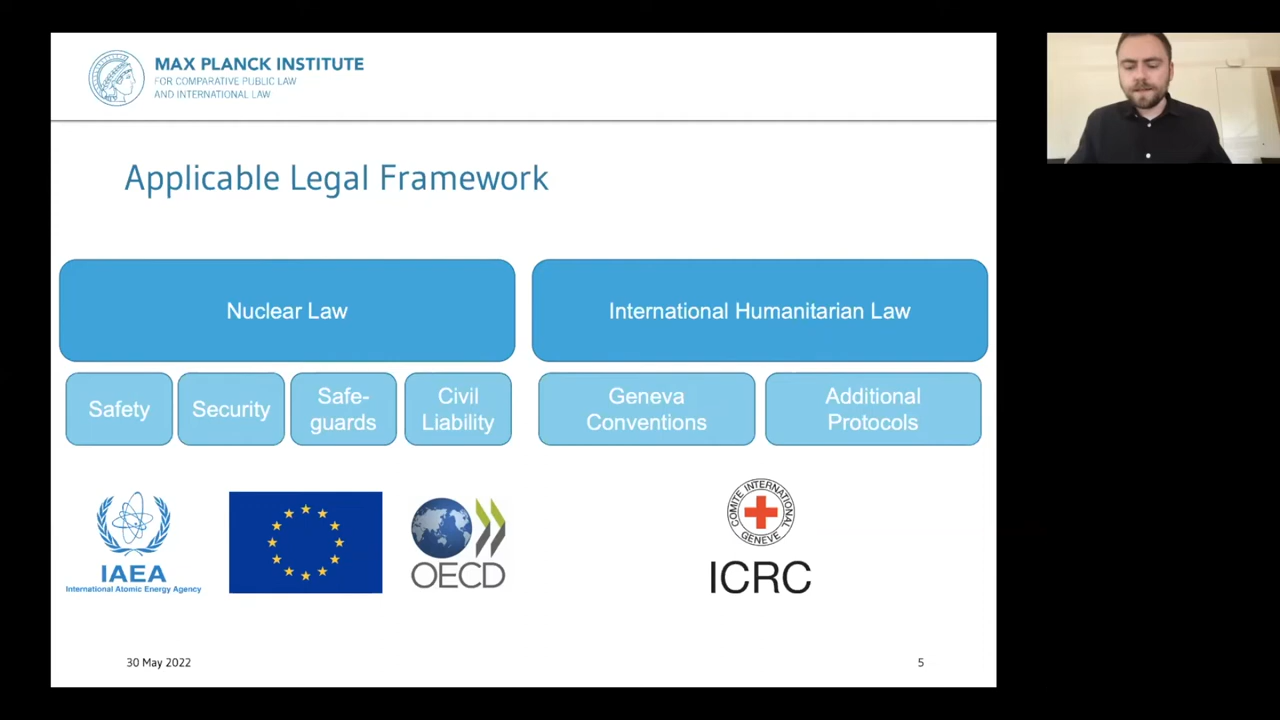 MAX PLANCK INSTITUTE
FOR COMPARATIVE PUBLIC LAW
AND INTERNATIONAL LAW
Applicable Legal Framework
Nuclear Law
International Humanitarian Law
Safety
Security
Safe-
guards
Civil
Liability
Geneva
Conventions
Additional
Protocols
IAEA
International Atomic Energy Agency
OECD
COMITE INTERNATIONAL
GENEVE
ICRC
30 May 2022
5